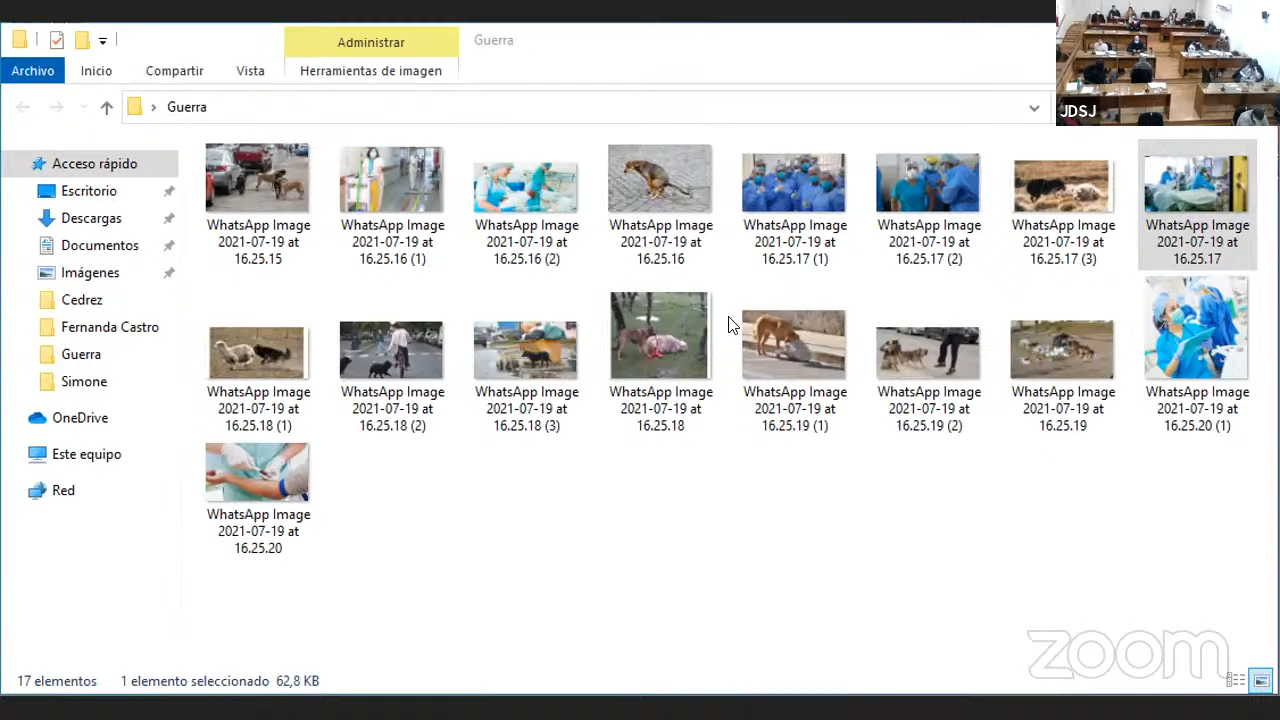 Administrar
Guerra
Archivo
Inicio
Compartir
Vista
Herramientas de imagen
Guerra
JDSJ
Acceso rápido
Escritorio
Descargas
Documentos
Imágenes
Cedrez
Fernanda Castro
Guerra
Simone
OneDrive
Este equipo
Red
WhatsApp Image
2021-07-19 at
16.25.15
WhatsApp Image
2021-07-19 at
16.25.16 (1)
WhatsApp Image
2021-07-19 at
16.25.16 (2)
WhatsApp Image
2021-07-19 at
16.25.16
WhatsApp Image
2021-07-19 at
16.25.17 (1)
WhatsApp Image
2021-07-19 at
16.25.17 (2)
WhatsApp Image
2021-07-19 at
16.25.17 (3)
WhatsApp Image
2021-07-19 at
16.25.17
WhatsApp Image
2021-07-19 at
16.25.18 (1)
WhatsApp Image
2021-07-19 at
16.25.18 (2)
WhatsApp Image
2021-07-19 at
16.25.18 (3)
WhatsApp Image
2021-07-19 at
16.25.18
WhatsApp Image
2021-07-19 at
16.25.19 (1)
WhatsApp Image
2021-07-19 at
16.25.19 (2)
WhatsApp Image
2021-07-19 at
16.25.19
WhatsApp Image
2021-07-19 at
16.25.20 (1)
WhatsApp Image
2021-07-19 at
16.25.20
17 elementos
1 elemento seleccionado 62,8 KB
zoom